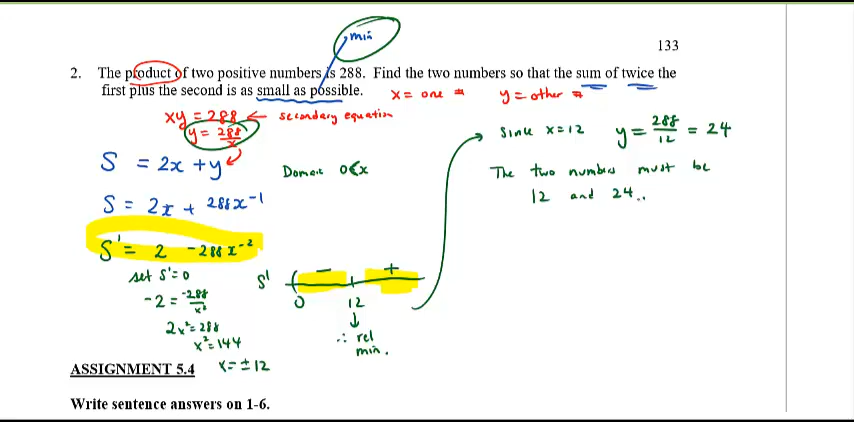 min
133
2. The product of two positive numbers is 288. Find the two numbers so that the sum of twice the
first plus the second is as small as possible.
x = one #
y = other #
xy = 288 ← secondary equation
y = 288/x
S = 2x + y
Domain 0<x
S = 2x + 288x⁻¹
S' = 2 - 288x⁻²
set S'=0
-2 = -288/x²
2x² = 288
x² = 144
x = ±12
S'
- +
0 12
∴ rel
min.
Since x=12 y = 288/12 = 24
The two numbers must be
12 and 24..
ASSIGNMENT 5.4
Write sentence answers on 1-6.